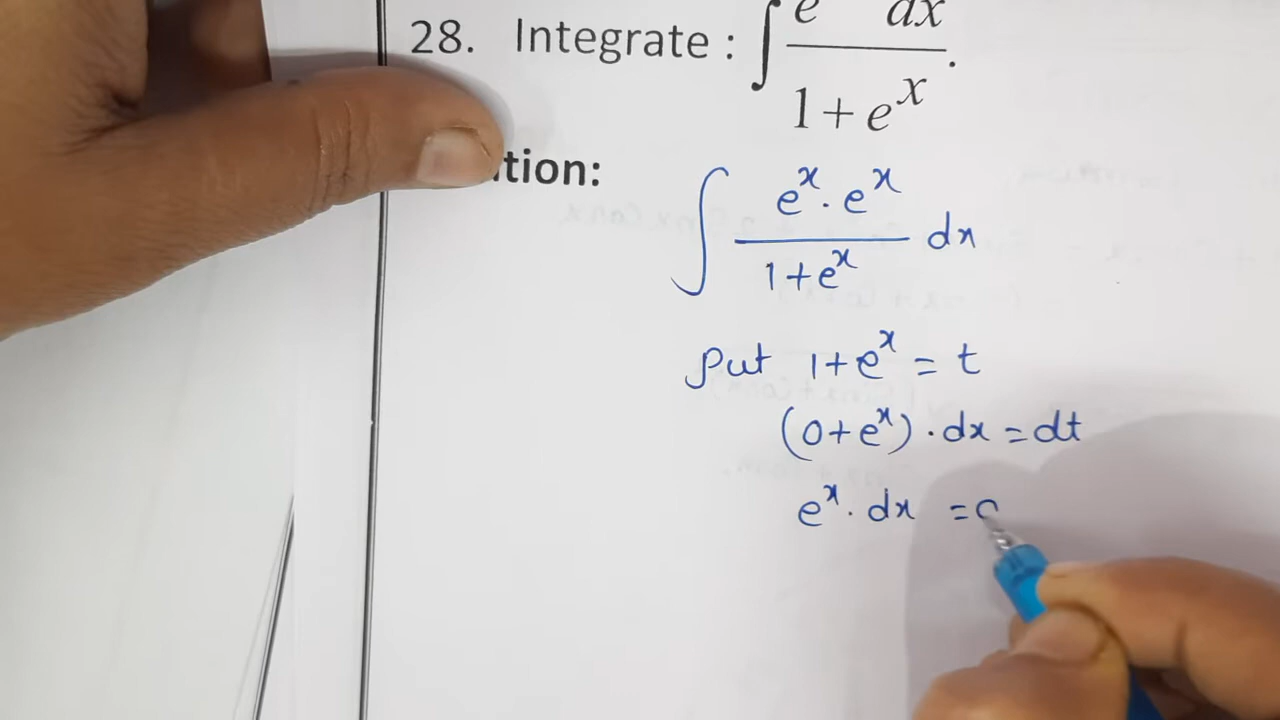 28. Integrate : ∫ e dx / 1+e^x .
tion:
∫ e^x . e^x / 1+e^x dx
Put 1+e^x = t
(0+e^x) . dx = dt
e^x . dx =